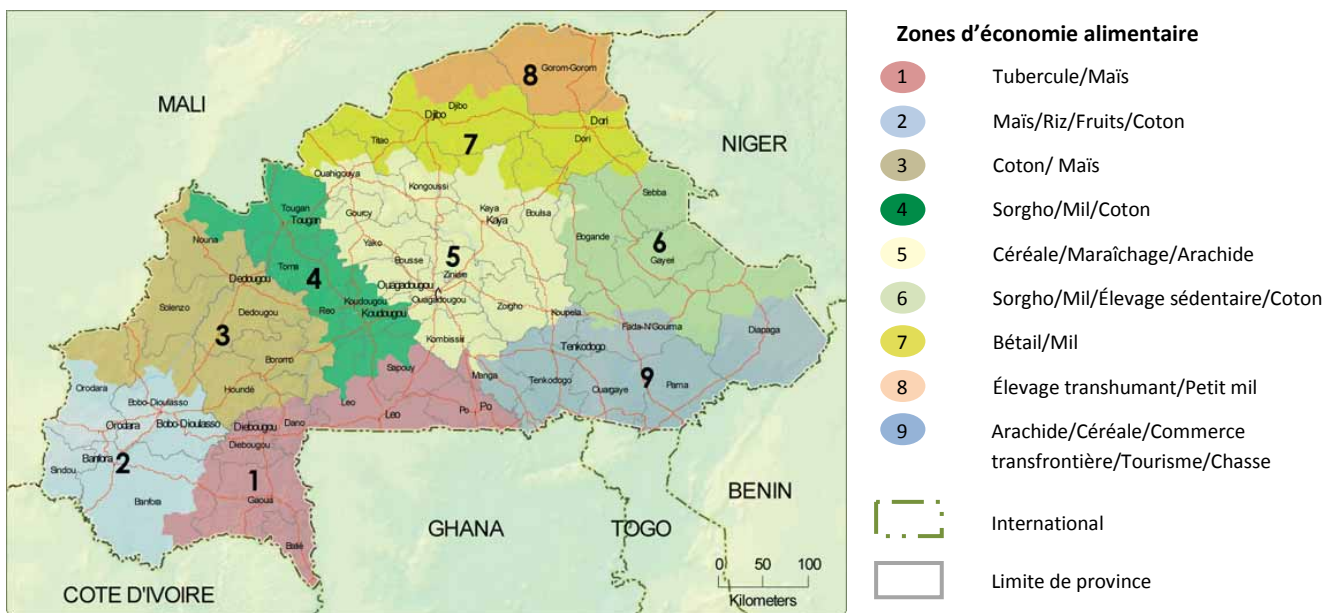 MALI
8
Gorom-Gorom
NIGER
Djibo
Djibo
Dori
Titao
7
Dori
Ouahigouya
Kongoussi
Sebba
Tougan
Tougan
Gourcy
Kaya
Kaya
Boulsa
Nouna
Yako
Bogande
6
Gayeri
Toma
4
Bousse
5
Ziniare
Dedougou
Ouagadougou
Solenzo
Koudougou
Ouagadougou
Zorgho
Dedougou
Reo
Koudougou
Koupela
Fada-N'Gourma
Diapaga
3
Kombissiri
Tenkodogo
Boromo
Sapouy
Orodara
Houndé
Manga
Tenkodogo
9
Ouargaye
Pama
Bobo-Dioulasso
Leo
Leo
Po
Po
Orodara
Bobo-Dioulasso
Diebougou
Dano
Diebougou
Banfora
2
Sindou
1
Gaoua
Banfora
Batié
COTE D'IVOIRE
GHANA
TOGO
BENIN
0 50 100
Kilometers
Zones d'économie alimentaire
1 Tubercule/Maïs
2 Maïs/Riz/Fruits/Coton
3 Coton/ Maïs
4 Sorgho/Mil/Coton
5 Céréale/Maraîchage/Arachide
6 Sorgho/Mil/Élevage sédentaire/Coton
7 Bétail/Mil
8 Élevage transhumant/Petit mil
9 Arachide/Céréale/Commerce
transfrontière/Tourisme/Chasse
International
Limite de province